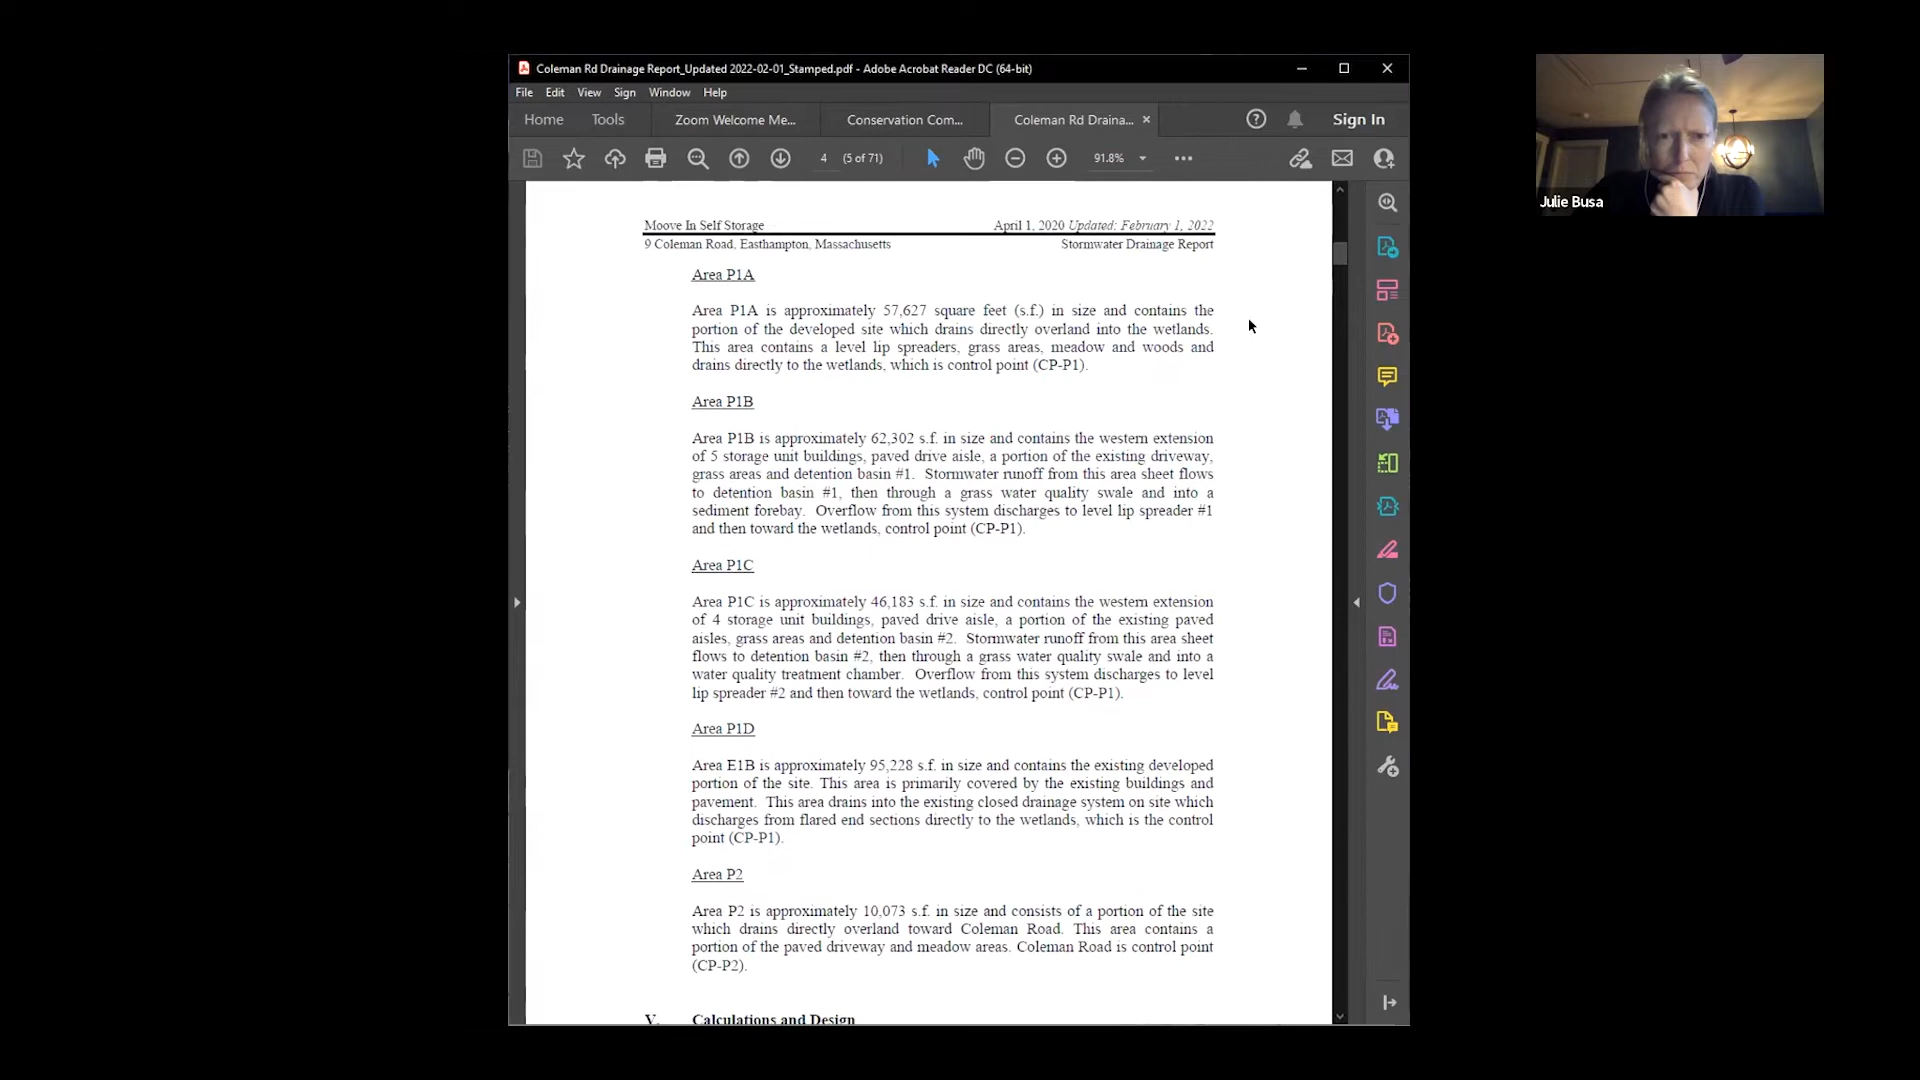 Coleman Rd Drainage Report_Updated 2022-02-01_Stamped.pdf - Adobe Acrobat Reader DC (64-bit)
File Edit View Sign Window Help
Home Tools Zoom Welcome Me... Conservation Com... Coleman Rd Draina... Sign In
4 (5 of 71) 91.8%
Moove In Self Storage April 1, 2020 Updated: February 1, 2022
9 Coleman Road, Easthampton, Massachusetts Stormwater Drainage Report
Area P1A
Area P1A is approximately 57,627 square feet (s.f.) in size and contains the
portion of the developed site which drains directly overland into the wetlands.
This area contains a level lip spreaders, grass areas, meadow and woods and
drains directly to the wetlands, which is control point (CP-P1).
Area P1B
Area P1B is approximately 62,302 s.f. in size and contains the western extension
of 5 storage unit buildings, paved drive aisle, a portion of the existing driveway,
grass areas and detention basin #1. Stormwater runoff from this area sheet flows
to detention basin #1, then through a grass water quality swale and into a
sediment forebay. Overflow from this system discharges to level lip spreader #1
and then toward the wetlands, control point (CP-P1).
Area P1C
Area P1C is approximately 46,183 s.f. in size and contains the western extension
of 4 storage unit buildings, paved drive aisle, a portion of the existing paved
aisles, grass areas and detention basin #2. Stormwater runoff from this area sheet
flows to detention basin #2, then through a grass water quality swale and into a
water quality treatment chamber. Overflow from this system discharges to level
lip spreader #2 and then toward the wetlands, control point (CP-P1).
Area P1D
Area E1B is approximately 95,228 s.f. in size and contains the existing developed
portion of the site. This area is primarily covered by the existing buildings and
pavement. This area drains into the existing closed drainage system on site which
discharges from flared end sections directly to the wetlands, which is the control
point (CP-P1).
Area P2
Area P2 is approximately 10,073 s.f. in size and consists of a portion of the site
which drains directly overland toward Coleman Road. This area contains a
portion of the paved driveway and meadow areas. Coleman Road is control point
(CP-P2).
V. Calculations and Design
Julie Busa